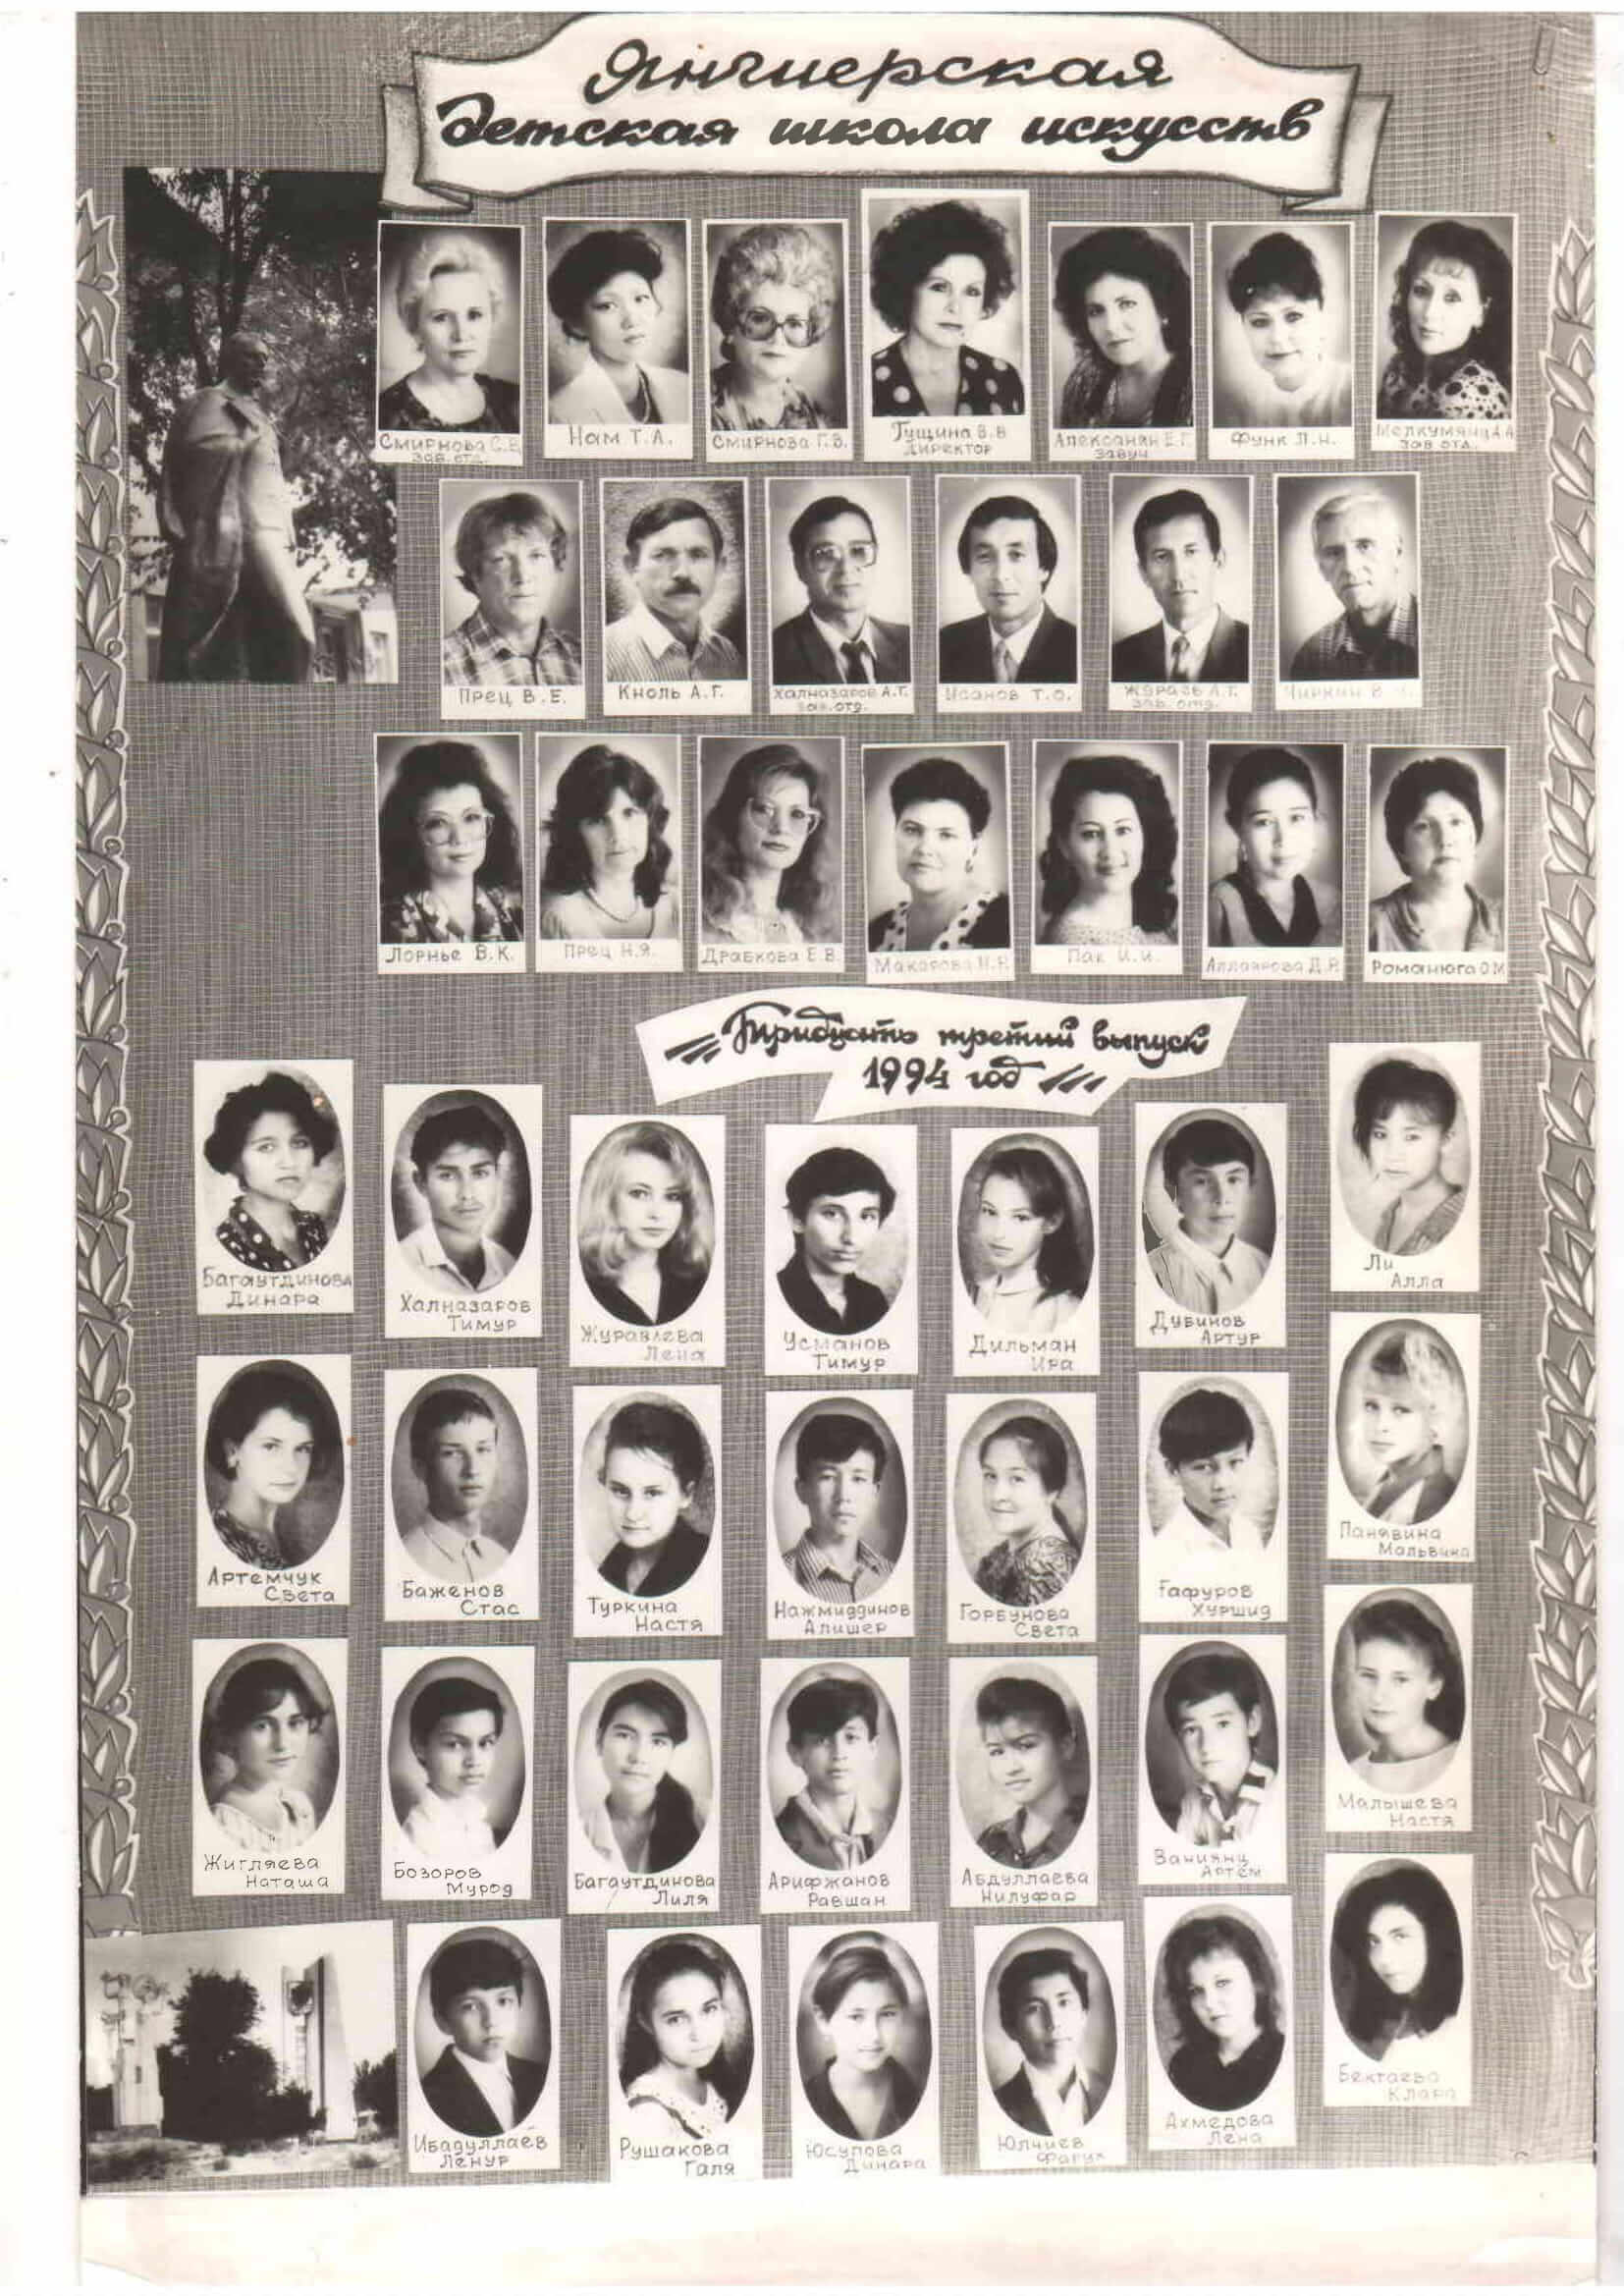 Янгиерская
детская школа искусств
Смирнова С.В.
зав. отд.
Нам Т.А.
Смирнова Г.В.
Гущина В.В
директор
Алексанян Е.Г.
завуч
Функ Л.Н.
Мелкумянц А.А.
зав. отд.
Прец В.Е.
Кноль А.Г.
Халназаров А.Т.
зав. отд.
Усанов Т.О.
Жораев А.Т.
зав. отд.
Чиркин В.
Лорнье В.К.
Прец Н.Я.
Драбкова Е.В.
Макарова Н.Р.
Пак И.И.
Аллаярова Д.Р.
Романюга О.М
Тридцать третий выпуск
1994 год
Багаутдинова
Динара
Халназаров
Тимур
Журавлева
Лена
Усманов
Тимур
Дильман
Ира
Дубинов
Артур
Ли
Алла
Артемчук
Света
Баженов
Стас
Туркина
Настя
Нажмиддинов
Алишер
Горбунова
Света
Гафуров
Хуршид
Панявина
Мальвина
Жигляева
Наташа
Бозоров
Мурод
Багаутдинова
Лиля
Арифжанов
Равшан
Абдуллаева
Нилуфар
Ваниянц
Артём
Малышева
Настя
Ибадуллаев
Ленур
Рушакова
Галя
Юсупова
Динара
Юлчиев
Фарух
Ахмедова
Лена
Бектаева
Клара